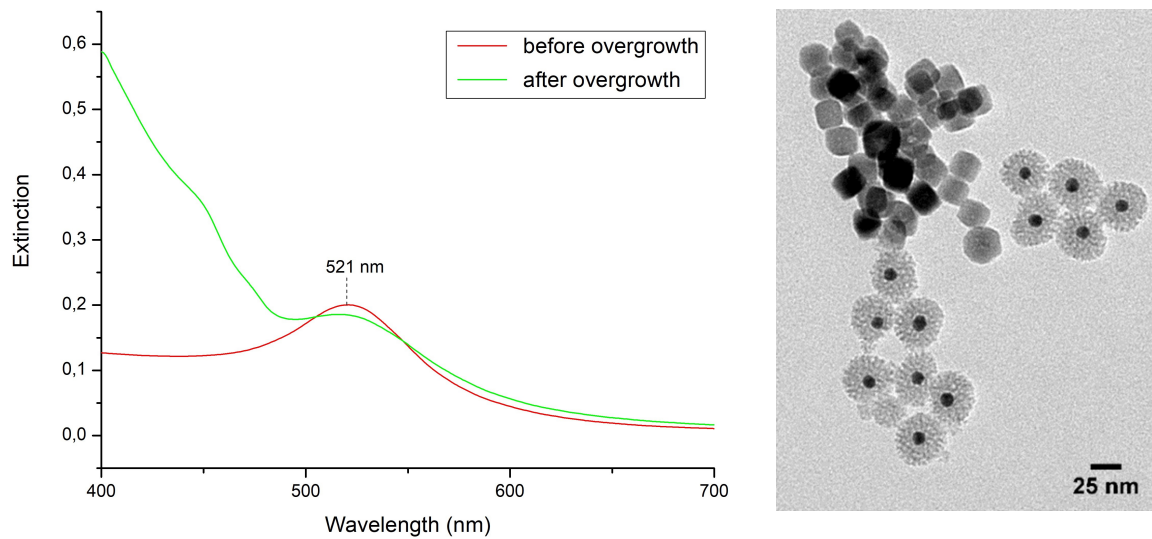 0,6
0,5
0,4
0,3
0,2
0,1
0,0
Extinction
before overgrowth
after overgrowth
521 nm
400
500
600
700
Wavelength (nm)
25 nm